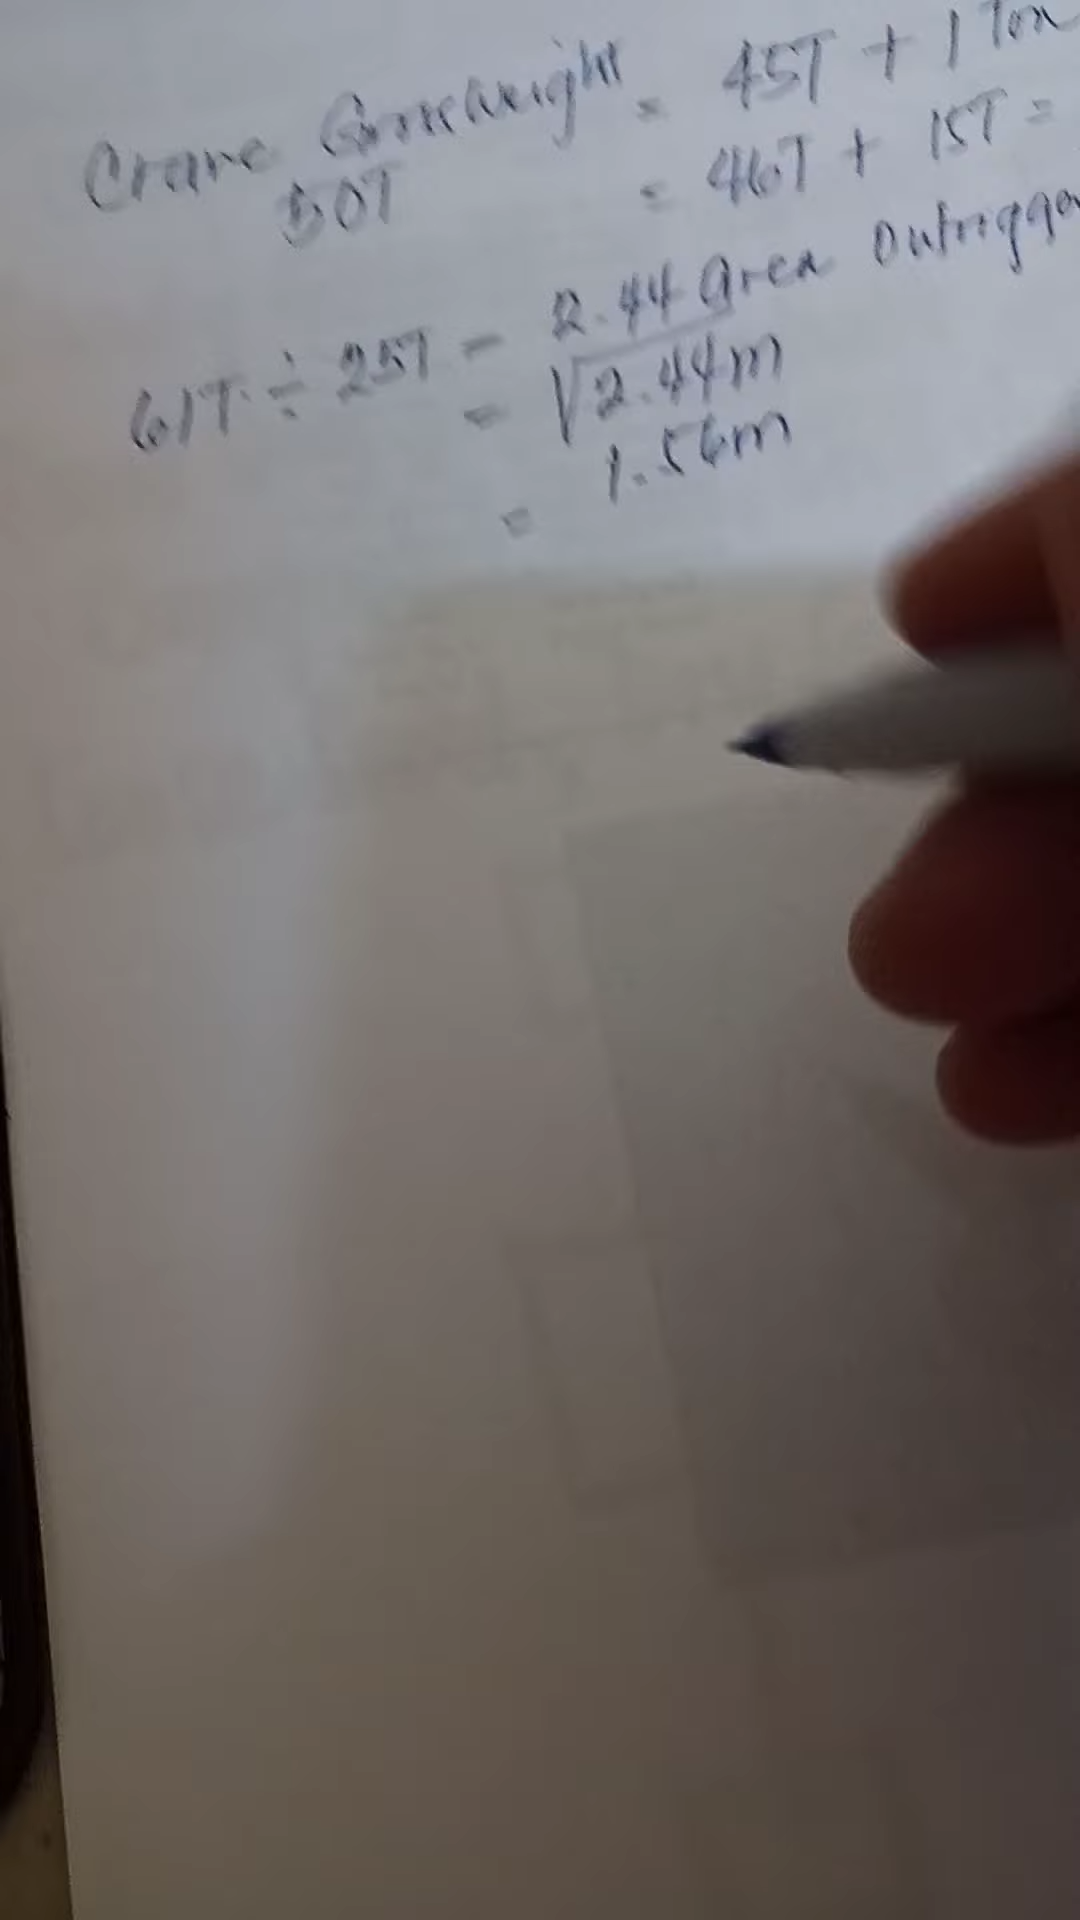 Crane Grossweight = 45T + 1 Ton
50T = 46T + 15T =
61T ÷ 25T = 2.44 area outrigger
= √2.44m
= 1.56m